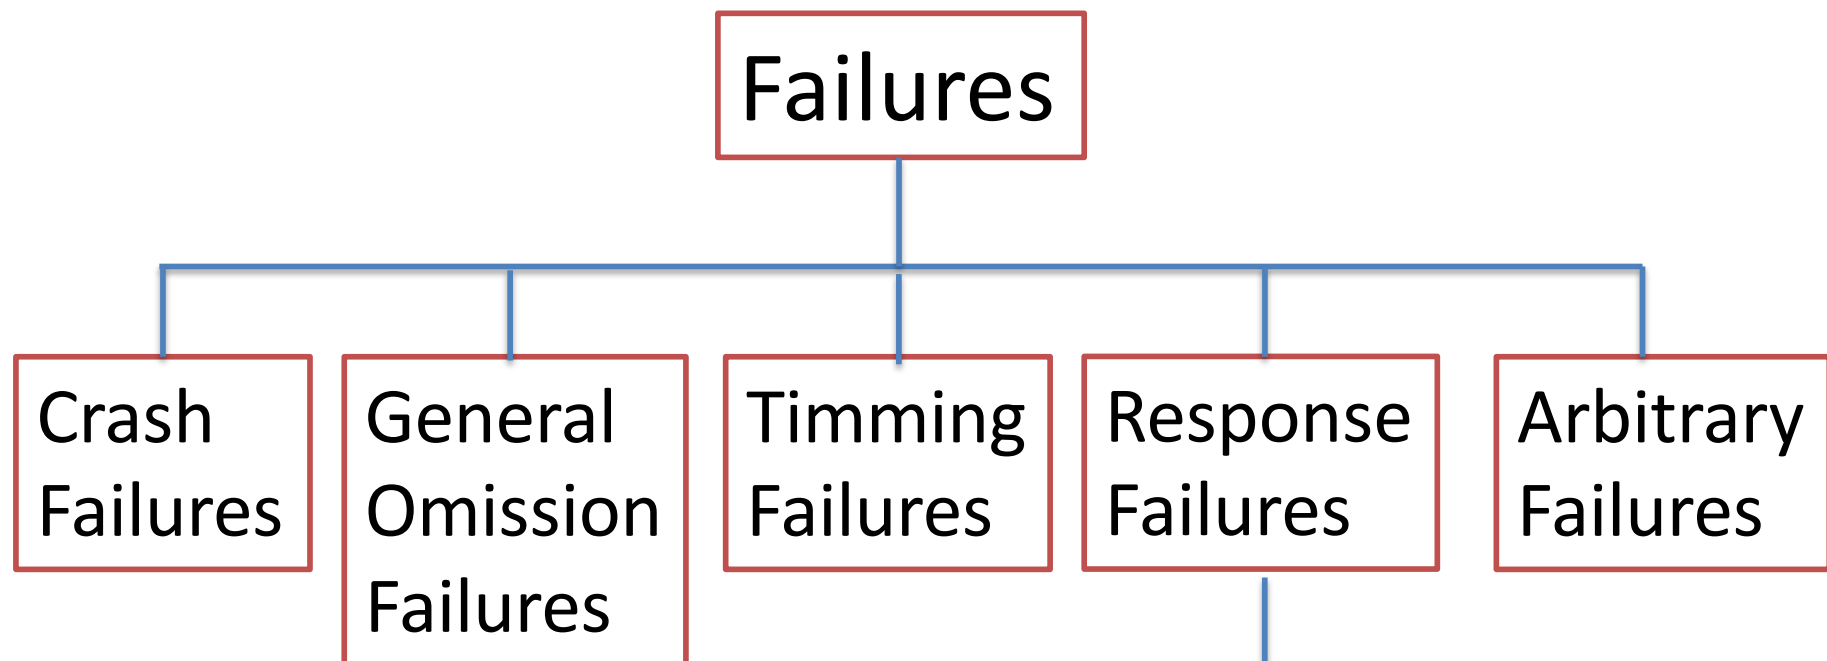 Failures
Crash
Failures
General
Omission
Failures
Timming
Failures
Response
Failures
Arbitrary
Failures